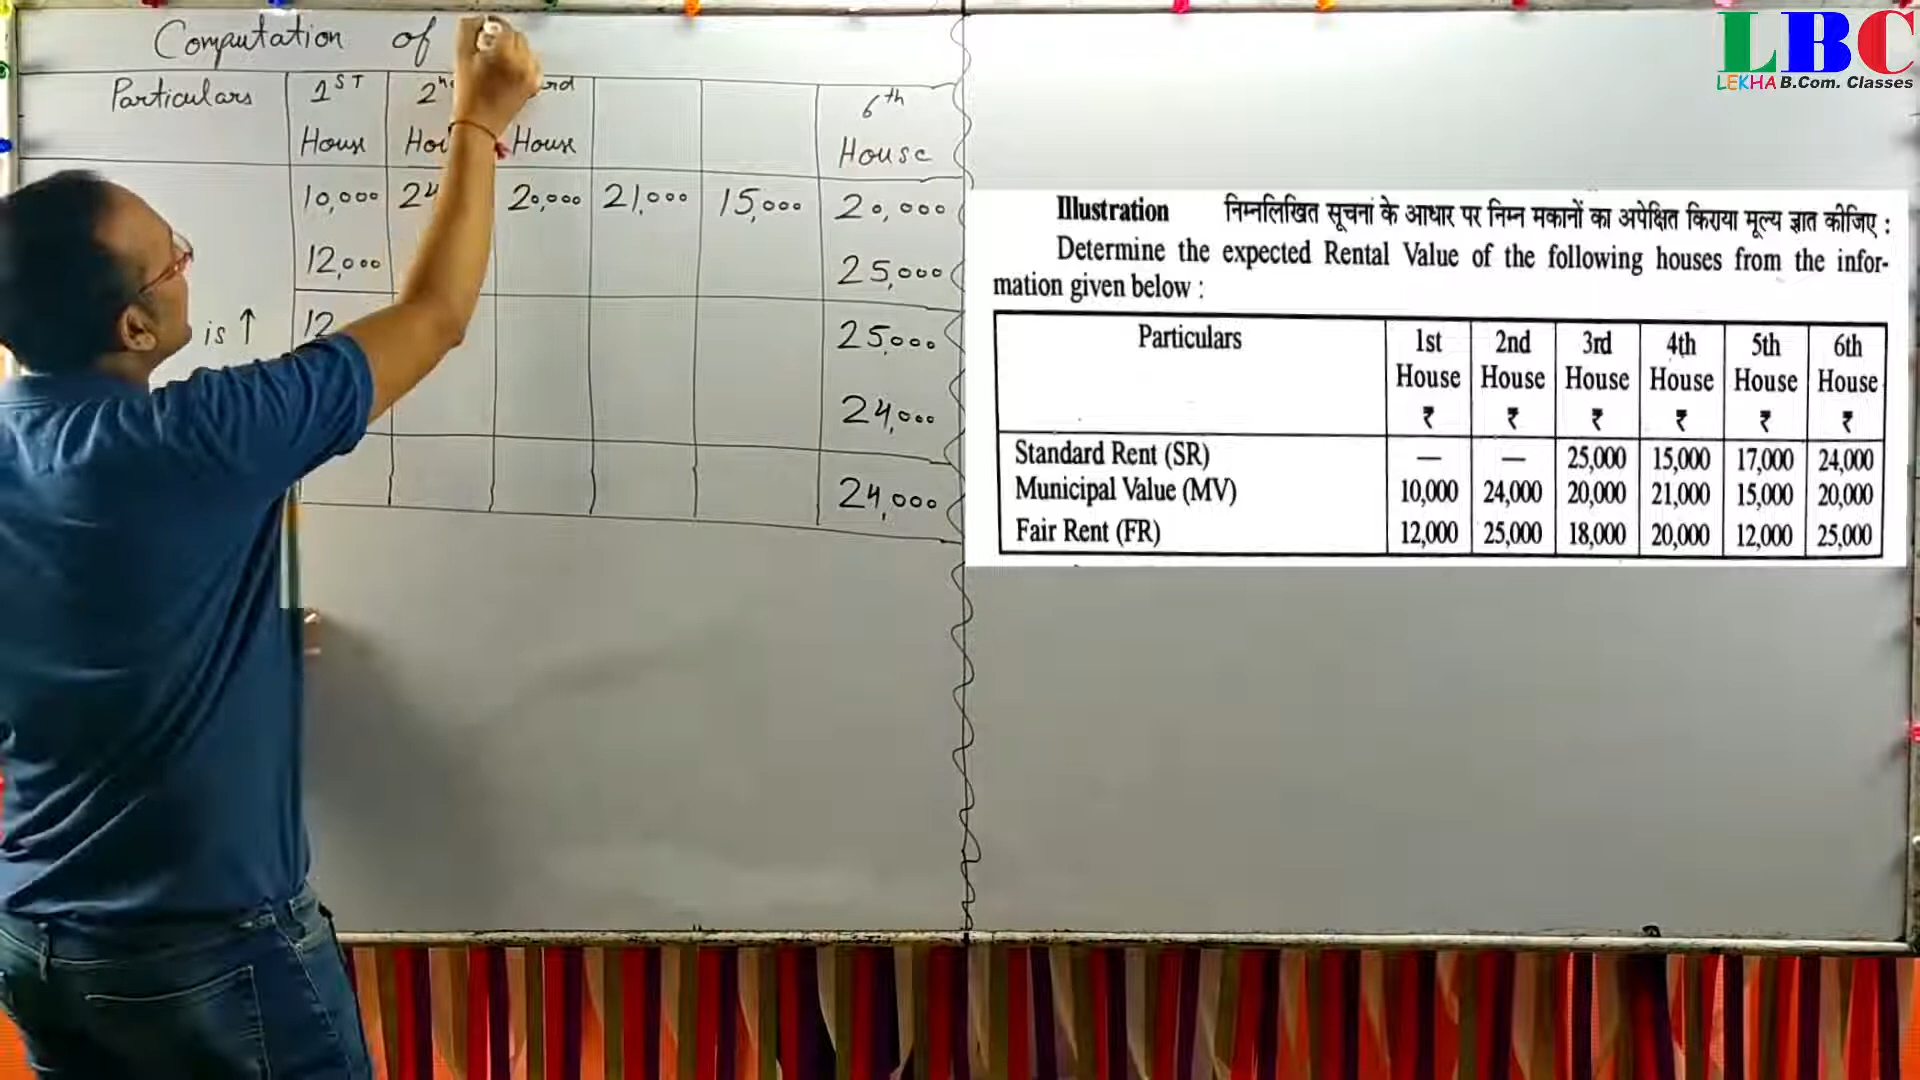 Computation of
Particulars 1ST 2n rd 6th
House Hou House House
10,000 24 20,000 21,000 15,000 20,000
12,000 25,000
is ↑ 12 25,000
24,000
24,000
LBC
LEKHA B.Com. Classes
Illustration निम्नलिखित सूचनां के आधार पर निम्न मकानों का अपेक्षित किराया मूल्य ज्ञात कीजिए :
Determine the expected Rental Value of the following houses from the infor-
mation given below :
Particulars 1st 2nd 3rd 4th 5th 6th
House House House House House House
₹ ₹ ₹ ₹ ₹ ₹
Standard Rent (SR) — — 25,000 15,000 17,000 24,000
Municipal Value (MV) 10,000 24,000 20,000 21,000 15,000 20,000
Fair Rent (FR) 12,000 25,000 18,000 20,000 12,000 25,000